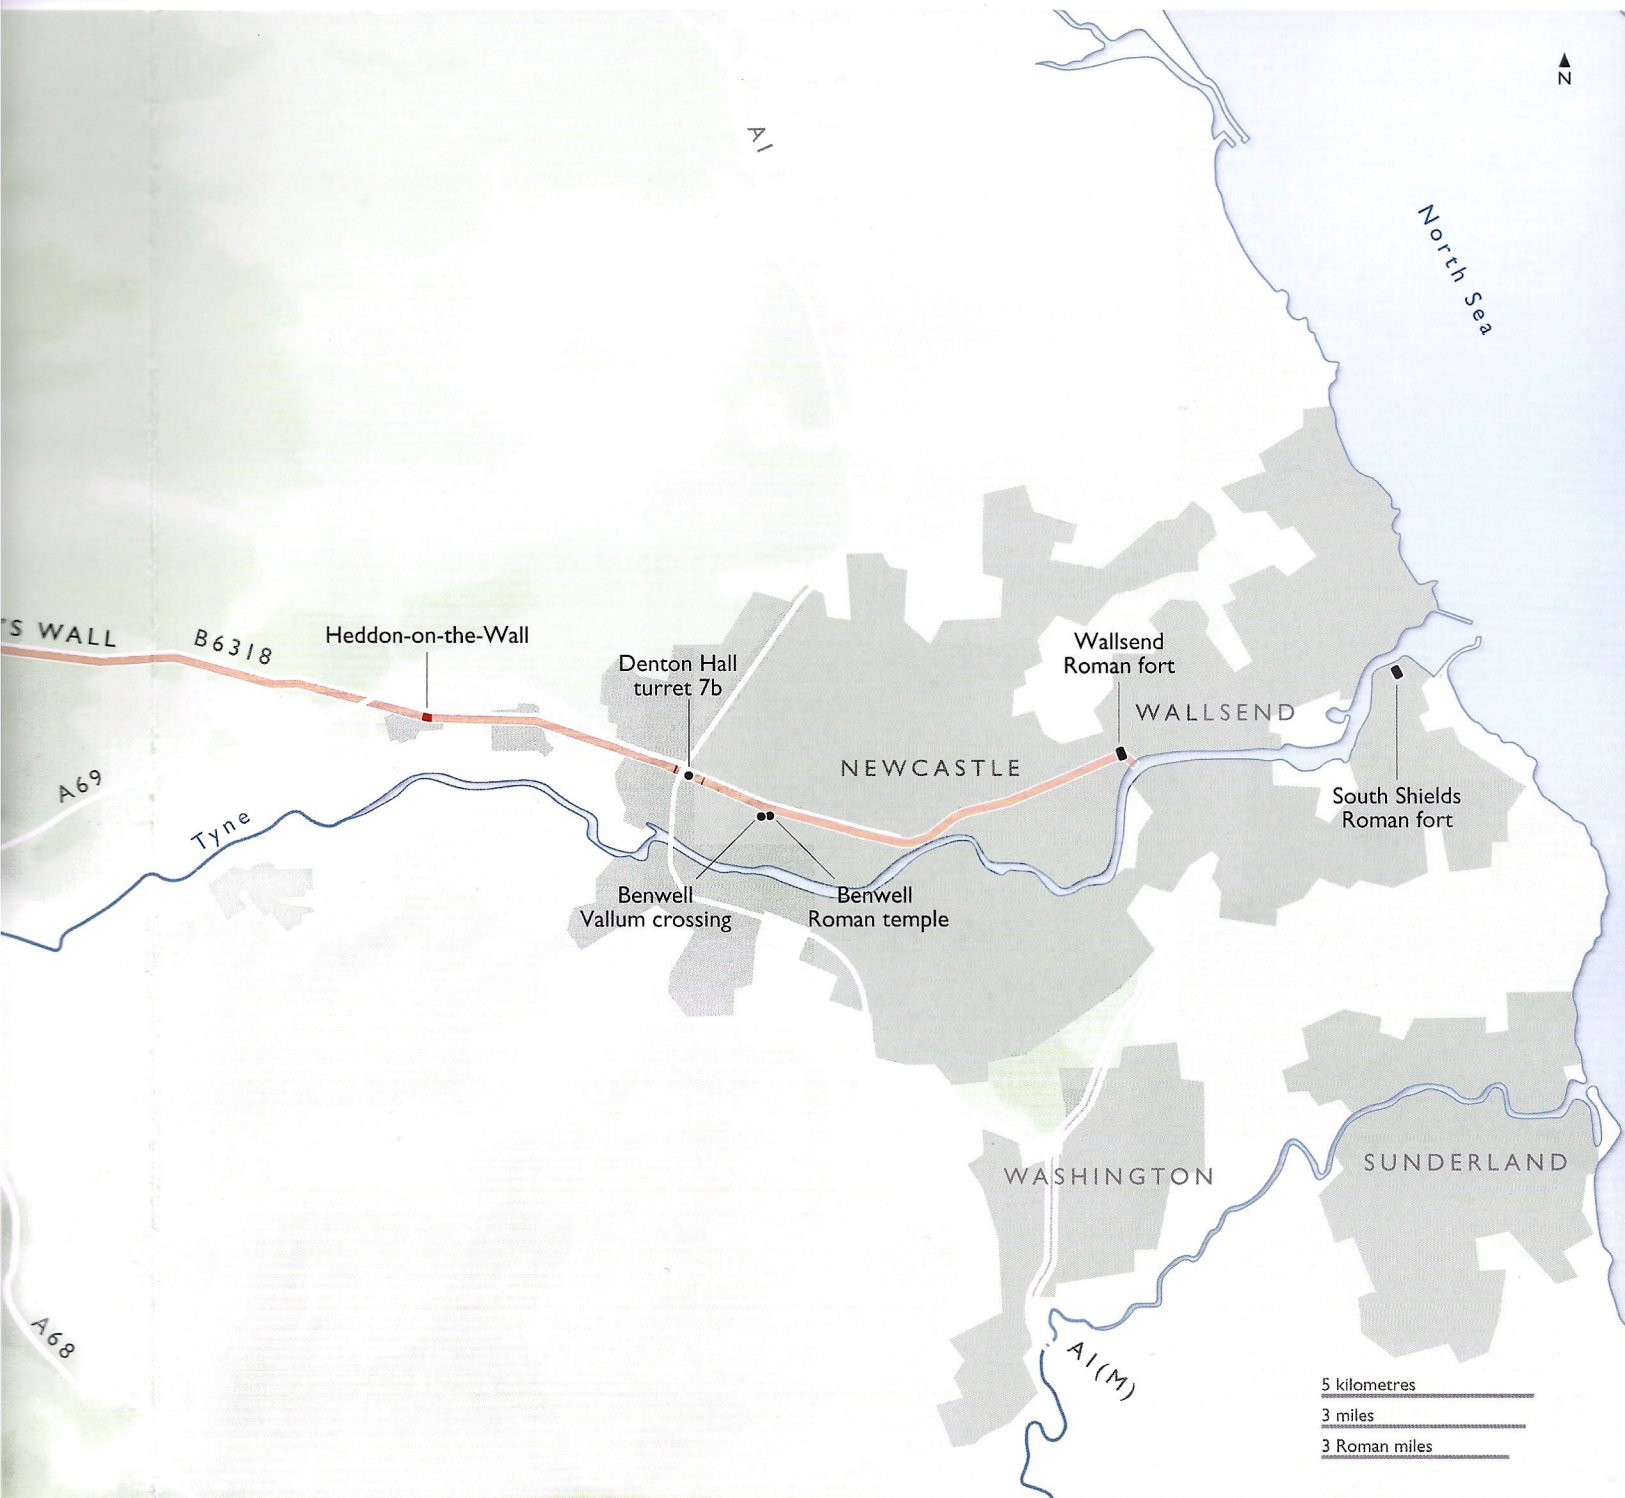 N
A1
North Sea
'S WALL
B6318
Heddon-on-the-Wall
Denton Hall
turret 7b
Wallsend
Roman fort
WALLSEND
NEWCASTLE
A69
Tyne
South Shields
Roman fort
Benwell
Vallum crossing
Benwell
Roman temple
WASHINGTON
SUNDERLAND
A68
A1(M)
5 kilometres
3 miles
3 Roman miles